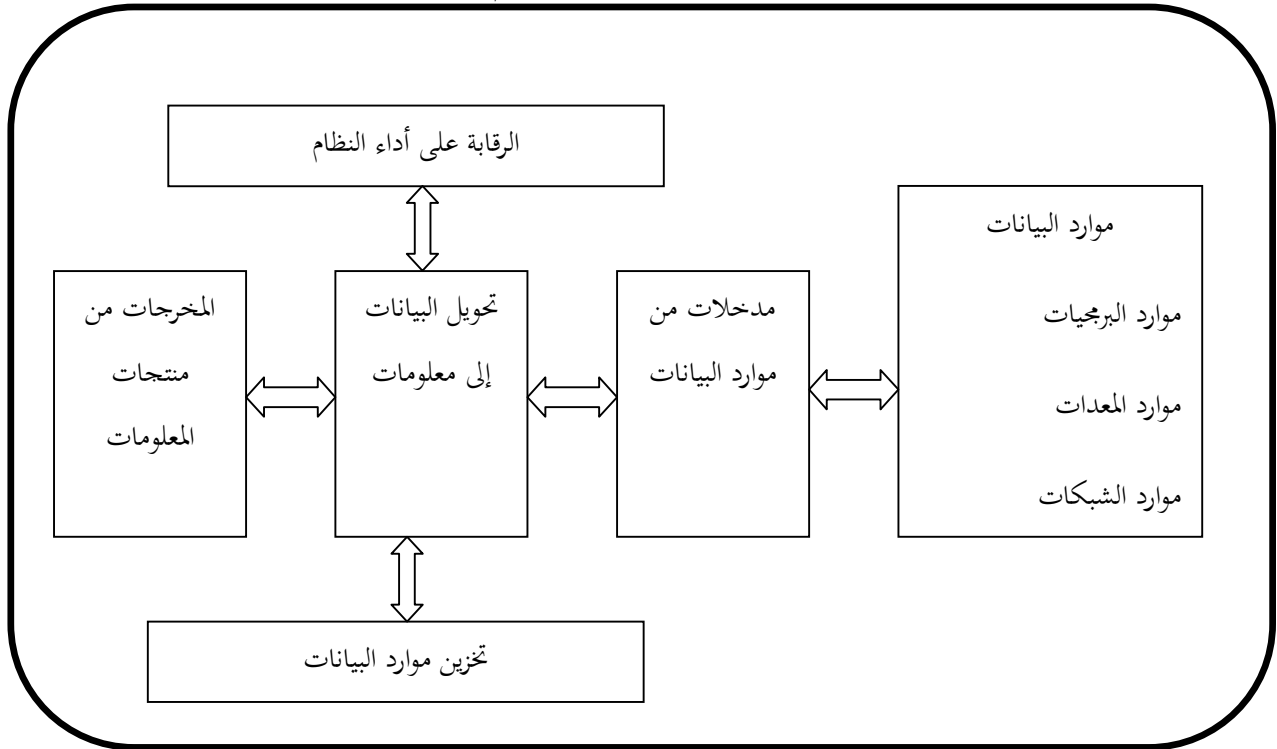 الرقابة على أداء النظام
موارد البيانات
موارد البرمجيات
موارد المعدات
موارد الشبكات
مدخلات من
موارد البيانات
تحويل البيانات
إلى معلومات
المخرجات من
منتجات
المعلومات
تخزين موارد البيانات